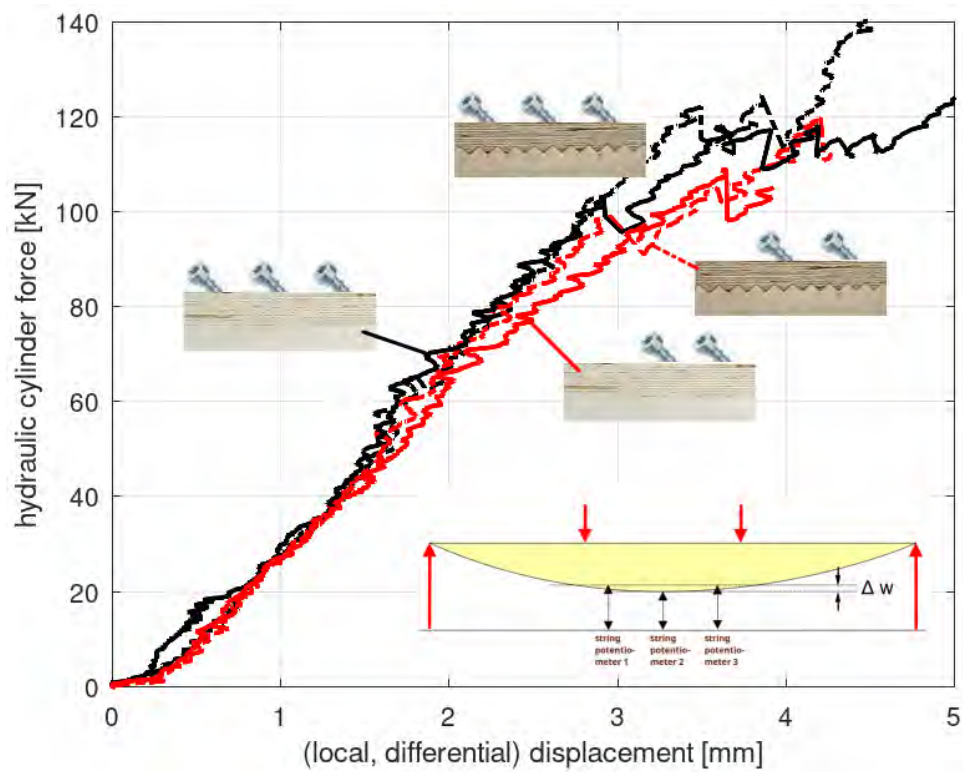 140
120
100
80
60
40
20
0
hydraulic cylinder force [kN]
Δ w
string potentio- meter 1
string potentio- meter 2
string potentio- meter 3
0 1 2 3 4 5
(local, differential) displacement [mm]